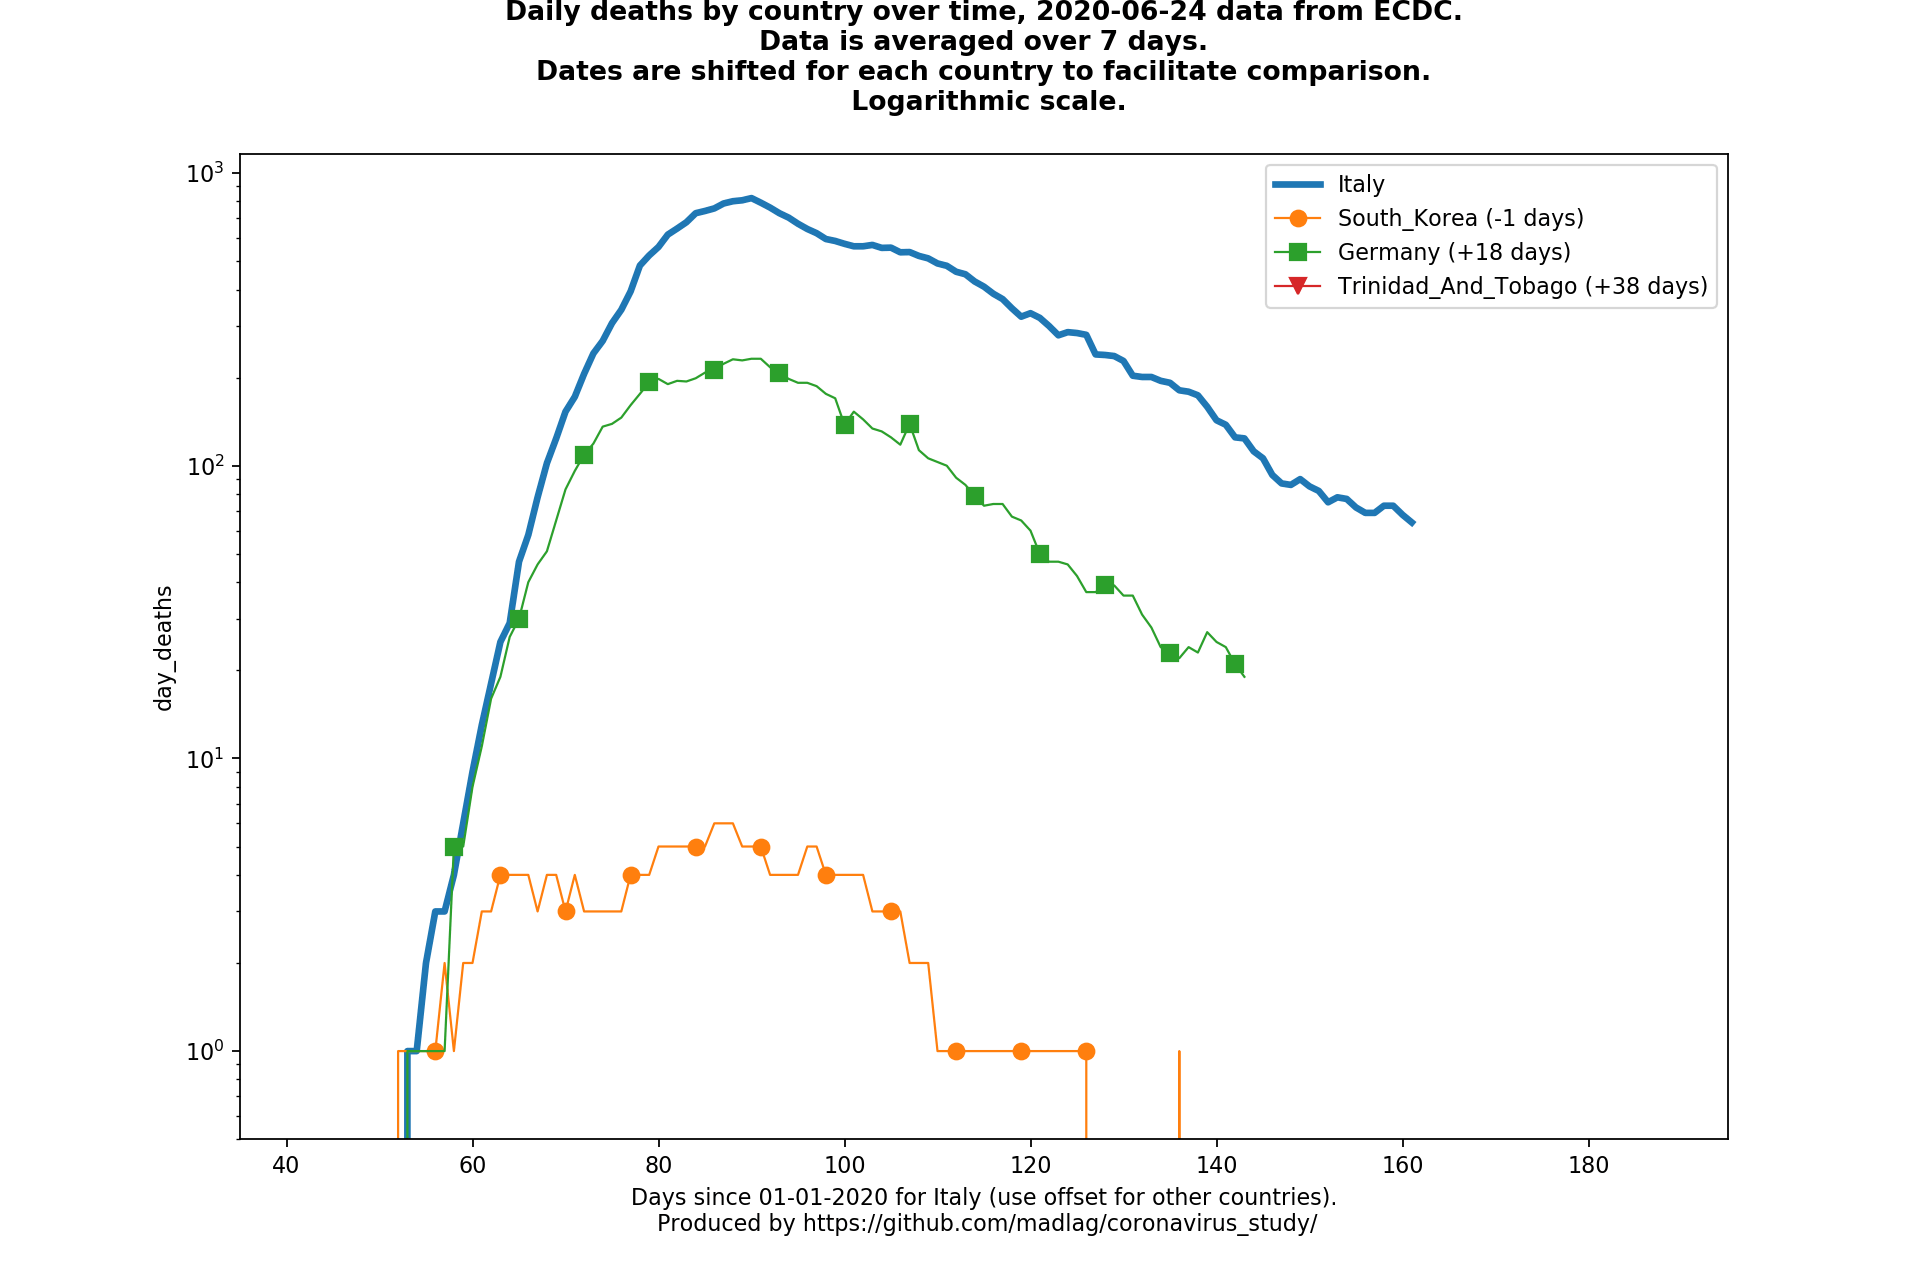 Daily deaths by country over time, 2020-06-24 data from ECDC.
Data is averaged over 7 days.
Dates are shifted for each country to facilitate comparison.
Logarithmic scale.
10³
10²
10¹
10⁰
day_deaths
Italy
South_Korea (-1 days)
Germany (+18 days)
Trinidad_And_Tobago (+38 days)
40 60 80 100 120 140 160 180
Days since 01-01-2020 for Italy (use offset for other countries).
Produced by https://github.com/madlag/coronavirus_study/